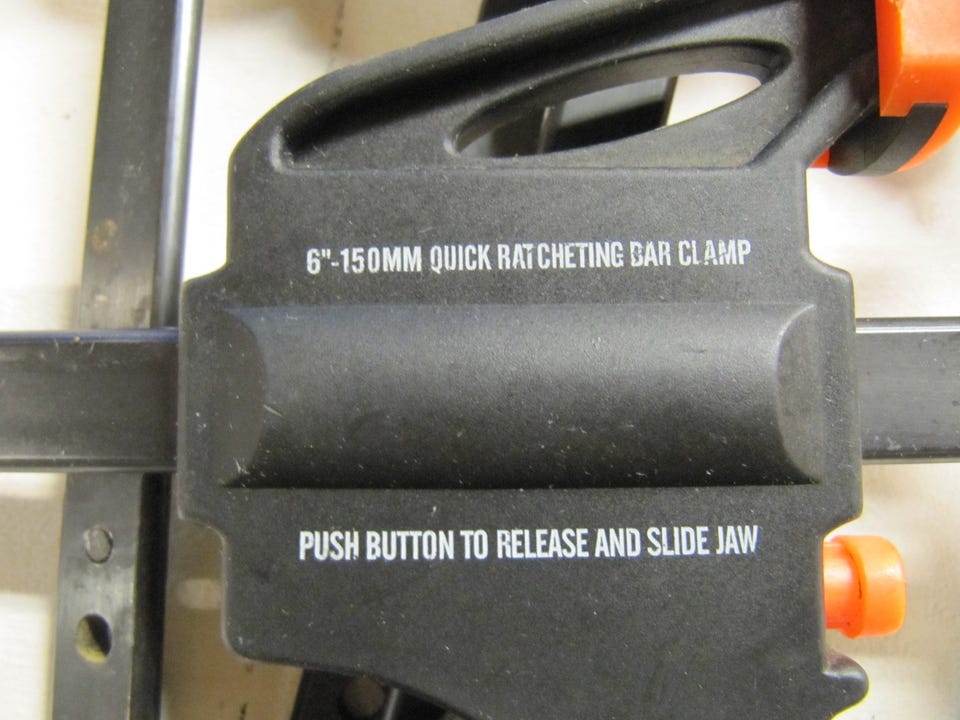 6"-150MM QUICK RATCHETING BAR CLAMP
PUSH BUTTON TO RELEASE AND SLIDE JAW